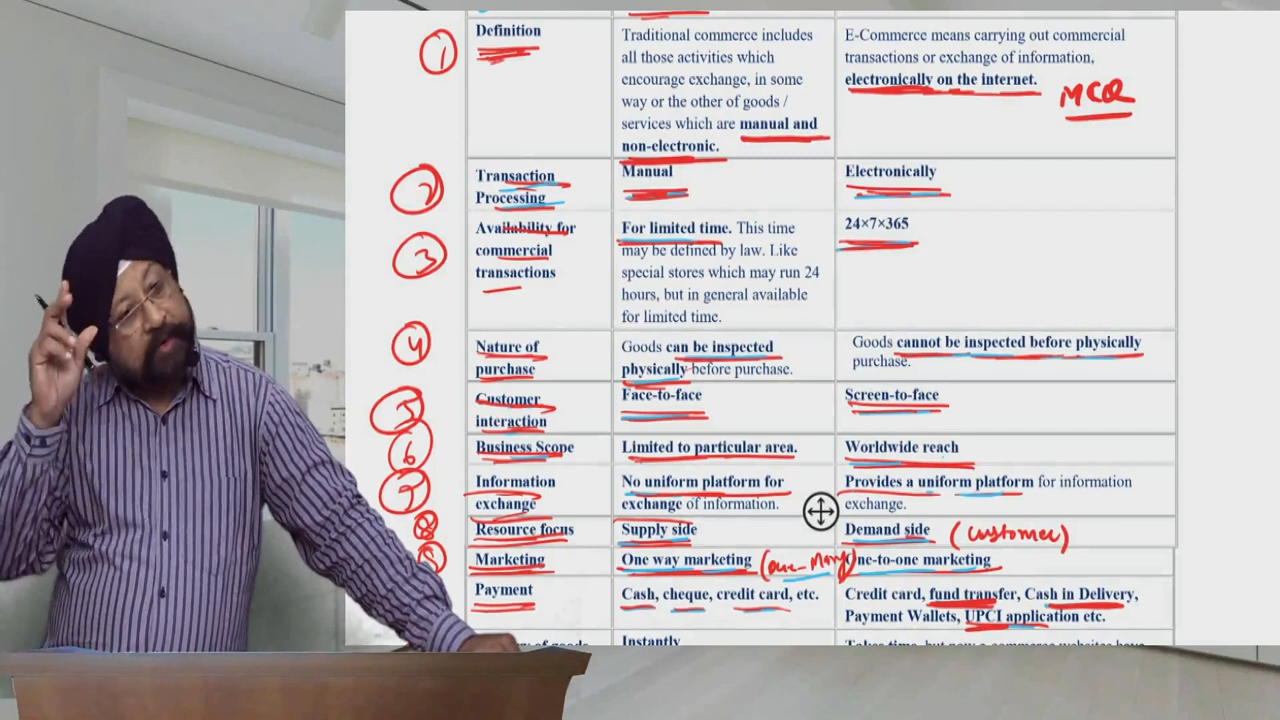 1
Definition
Traditional commerce includes
all those activities which
encourage exchange, in some
way or the other of goods /
services which are manual and
non-electronic.
E-Commerce means carrying out commercial
transactions or exchange of information,
electronically on the internet.
MCQ
2
Transaction
Processing
Manual
Electronically
3
Availability for
commercial
transactions
For limited time. This time
may be defined by law. Like
special stores which may run 24
hours, but in general available
for limited time.
24×7×365
4
Nature of
purchase
Goods can be inspected
physically before purchase.
Goods cannot be inspected before physically
purchase.
5
Customer
interaction
Face-to-face
Screen-to-face
6
Business Scope
Limited to particular area.
Worldwide reach
7
Information
exchange
No uniform platform for
exchange of information.
Provides a uniform platform for information
exchange.
8
Resource focus
Supply side
Demand side
(customer)
Marketing
One way marketing
(one-Many)
One-to-one marketing
Payment
Cash, cheque, credit card, etc.
Credit card, fund transfer, Cash in Delivery,
Payment Wallets, UPCI application etc.
of goods
Instantly